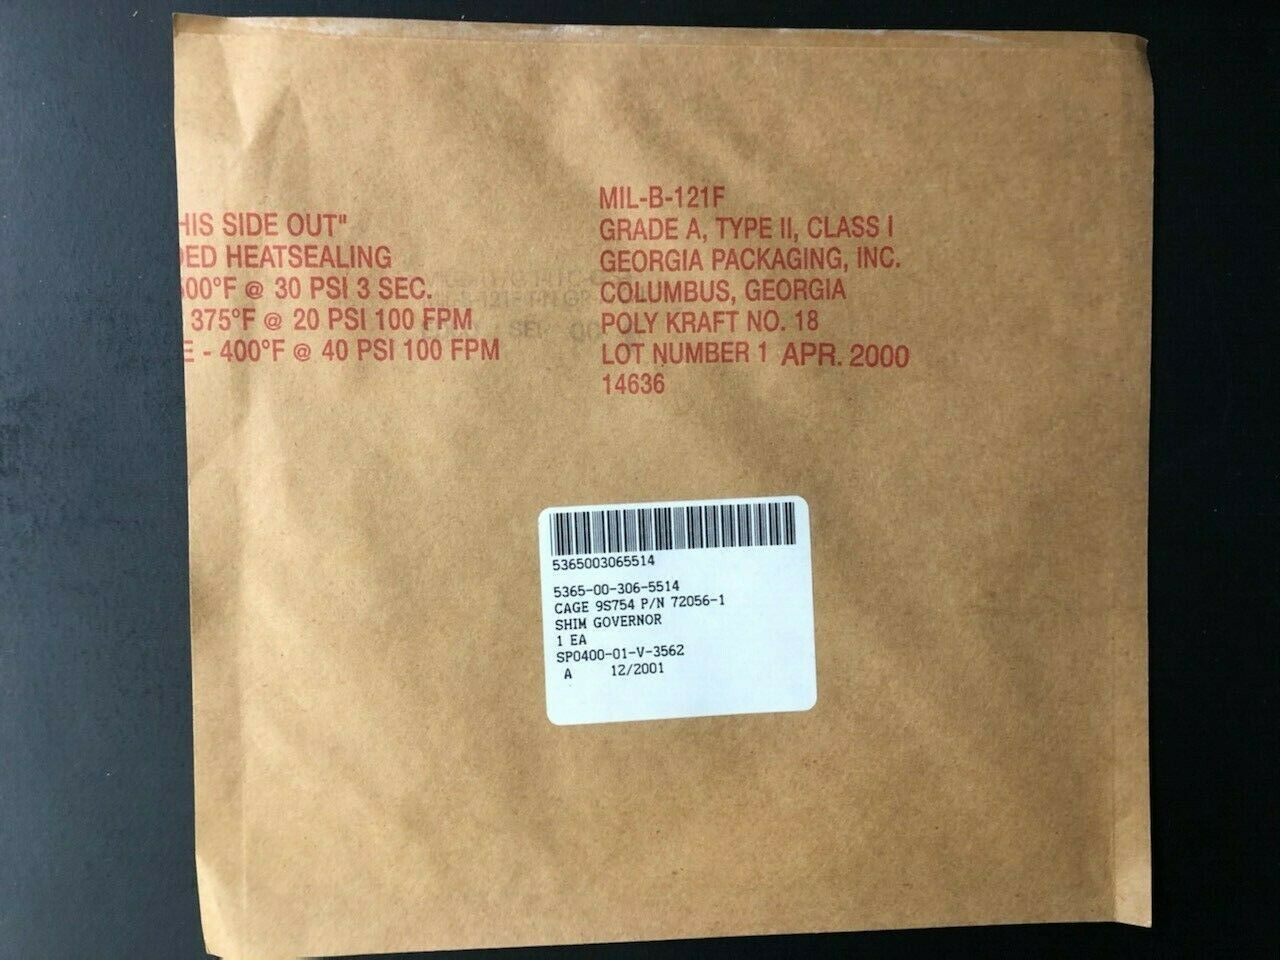 HIS SIDE OUT"
DED HEATSEALING
500°F @ 30 PSI 3 SEC.
375°F @ 20 PSI 100 FPM
E - 400°F @ 40 PSI 100 FPM
MIL-B-121F
GRADE A, TYPE II, CLASS I
GEORGIA PACKAGING, INC.
COLUMBUS, GEORGIA
POLY KRAFT NO. 18
LOT NUMBER 1 APR. 2000
14636
5365003065514
5365-00-306-5514
CAGE 9S754 P/N 72056-1
SHIM GOVERNOR
1 EA
SP0400-01-V-3562
A 12/2001